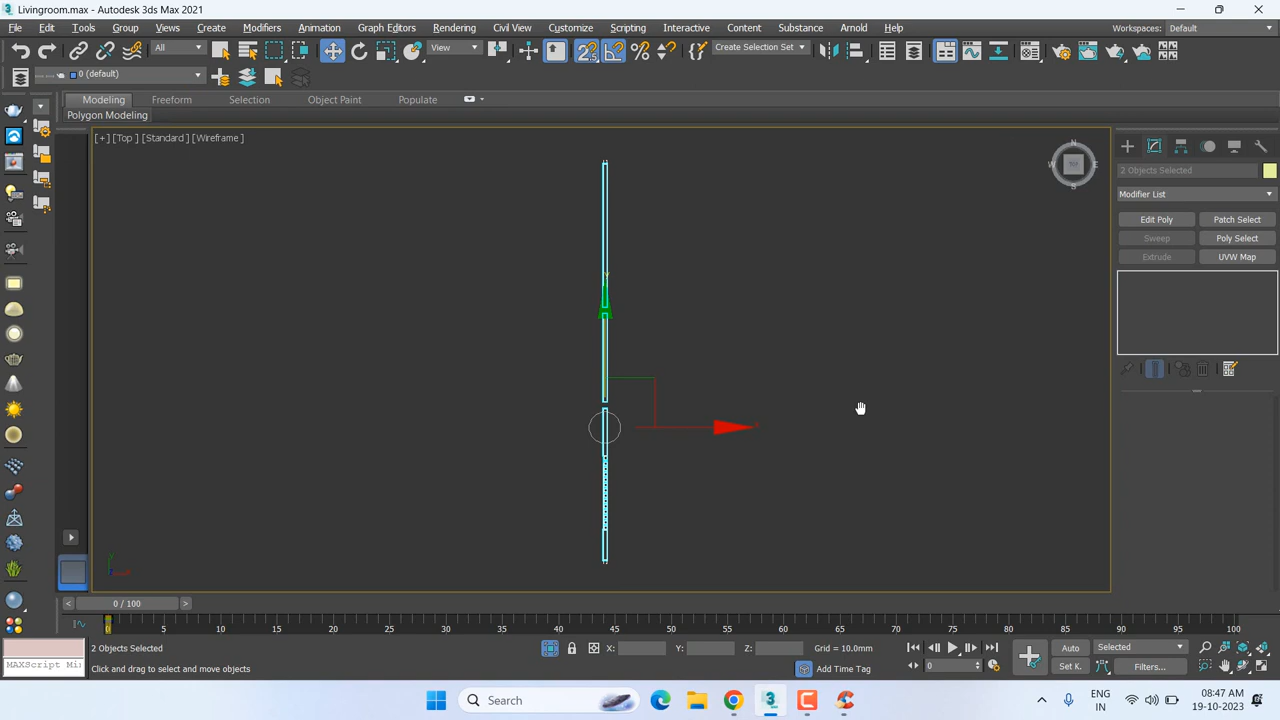 Livingroom.max - Autodesk 3ds Max 2021
File Edit Tools Group Views Create Modifiers Animation Graph Editors Rendering Civil View Customize Scripting Interactive Content Substance Arnold Help Workspaces: Default
All View Create Selection Set
0 (default)
Modeling Freeform Selection Object Paint Populate
Polygon Modeling
[+] [Top ] [Standard ] [Wireframe ]
N
W E
S
2 Objects Selected
Modifier List
Edit Poly Patch Select
Sweep Poly Select
Extrude UVW Map
0 / 100
0 5 10 15 20 25 30 35 40 45 50 55 60 65 70 75 80 85 90 95 100
2 Objects Selected X: Y: Z: Grid = 10.0mm Auto Selected
MAXScript Mi Click and drag to select and move objects Add Time Tag 0 Set K. Filters...
Search ENG IN 08:47 AM 19-10-2023